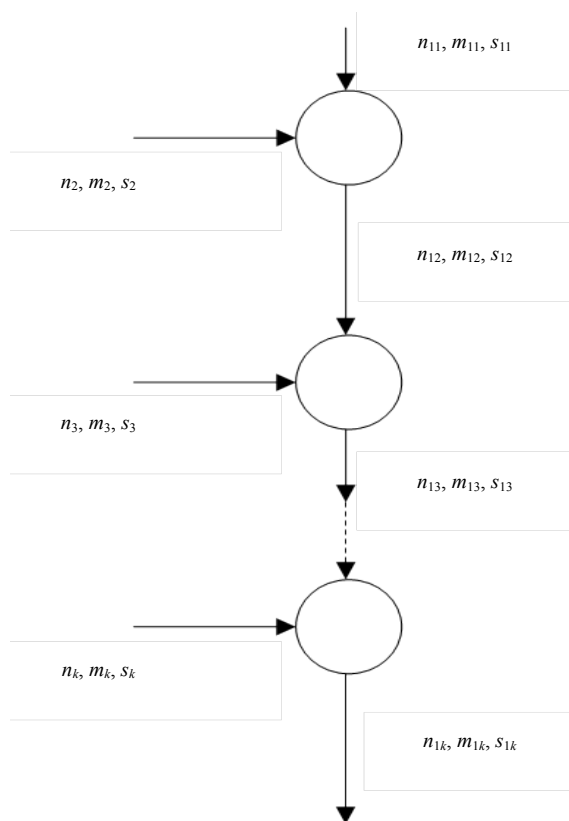 n₁₁, m₁₁, s₁₁
n₂, m₂, s₂
n₁₂, m₁₂, s₁₂
n₃, m₃, s₃
n₁₃, m₁₃, s₁₃
nₖ, mₖ, sₖ
n₁ₖ, m₁ₖ, s₁ₖ